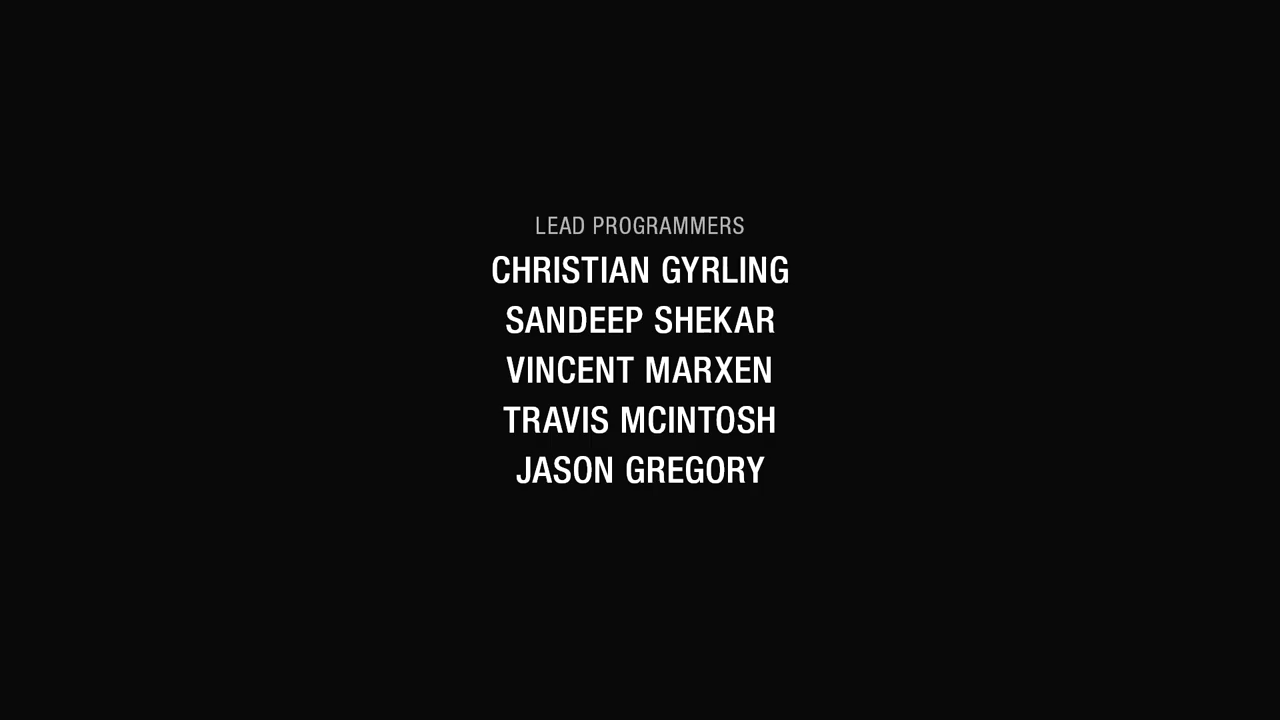 LEAD PROGRAMMERS
CHRISTIAN GYRLING
SANDEEP SHEKAR
VINCENT MARXEN
TRAVIS MCINTOSH
JASON GREGORY